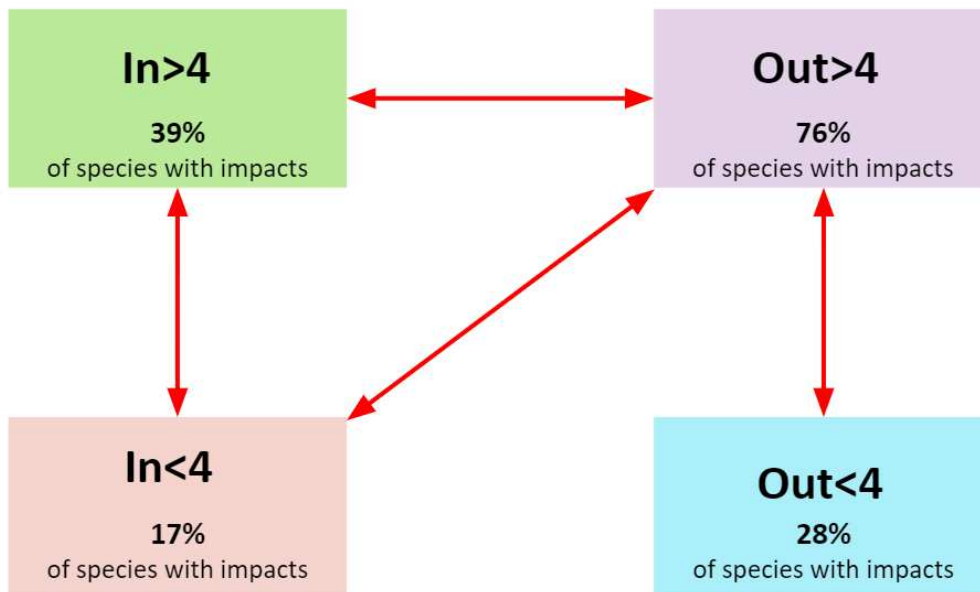 In>4
39%
of species with impacts
Out>4
76%
of species with impacts
In<4
17%
of species with impacts
Out<4
28%
of species with impacts